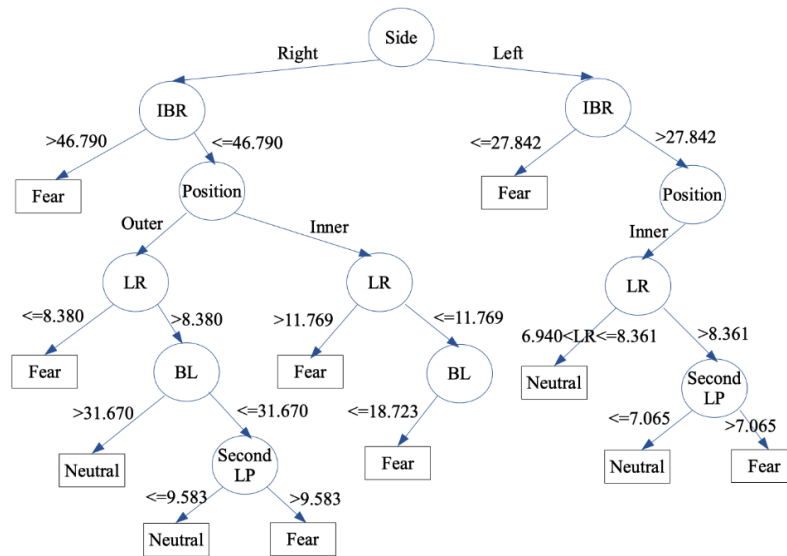 Side
Right
Left
IBR
IBR
>46.790
<=46.790
<=27.842
>27.842
Fear
Position
Fear
Position
Outer
Inner
Inner
LR
LR
LR
<=8.380
>8.380
>11.769
<=11.769
6.940<LR<=8.361
>8.361
Fear
BL
Fear
BL
Neutral
Second
LP
>31.670
<=31.670
<=18.723
<=7.065
>7.065
Neutral
Second
LP
Fear
Neutral
Fear
<=9.583
>9.583
Neutral
Fear